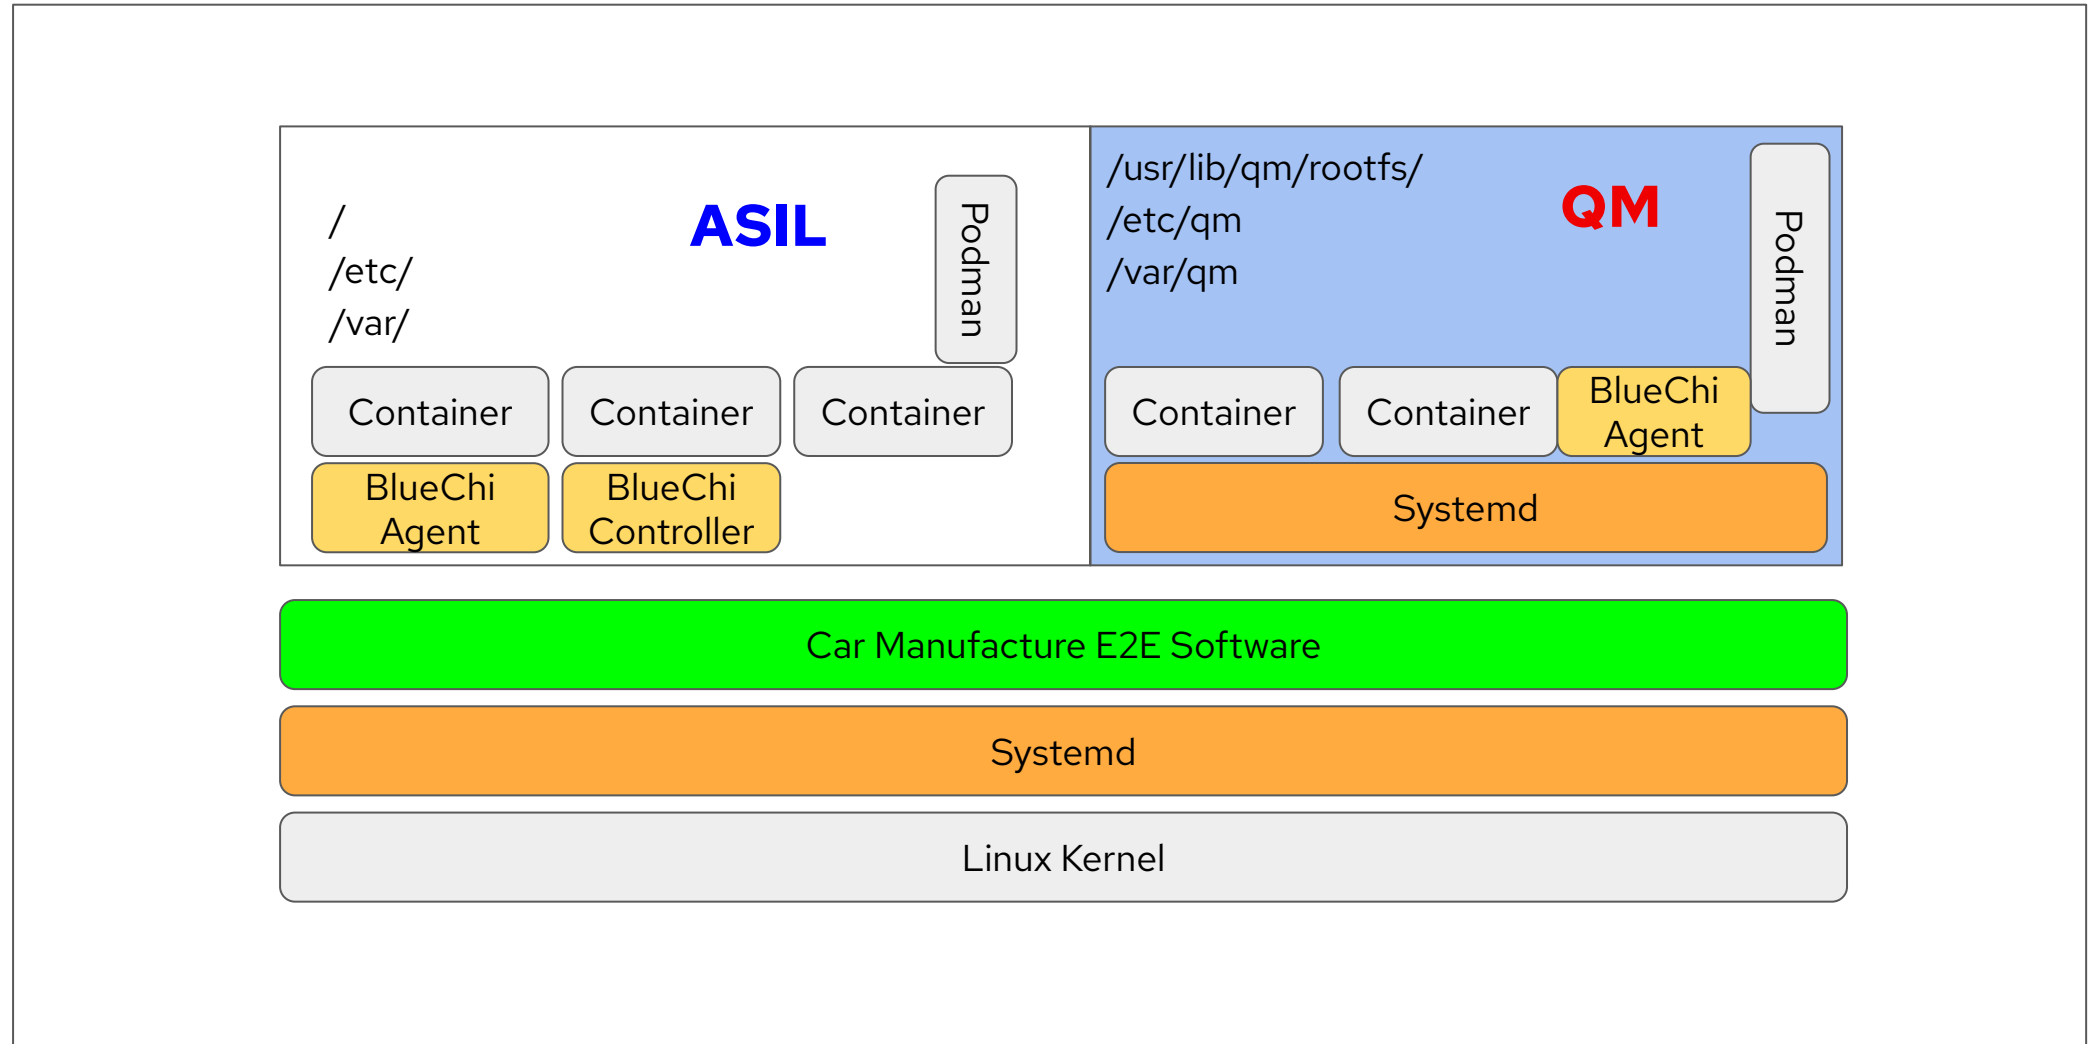 /
/etc/
/var/
ASIL
Podman
Container
Container
Container
BlueChi
Agent
BlueChi
Controller
/usr/lib/qm/rootfs/
/etc/qm
/var/qm
QM
Podman
Container
Container
BlueChi
Agent
Systemd
Car Manufacture E2E Software
Systemd
Linux Kernel